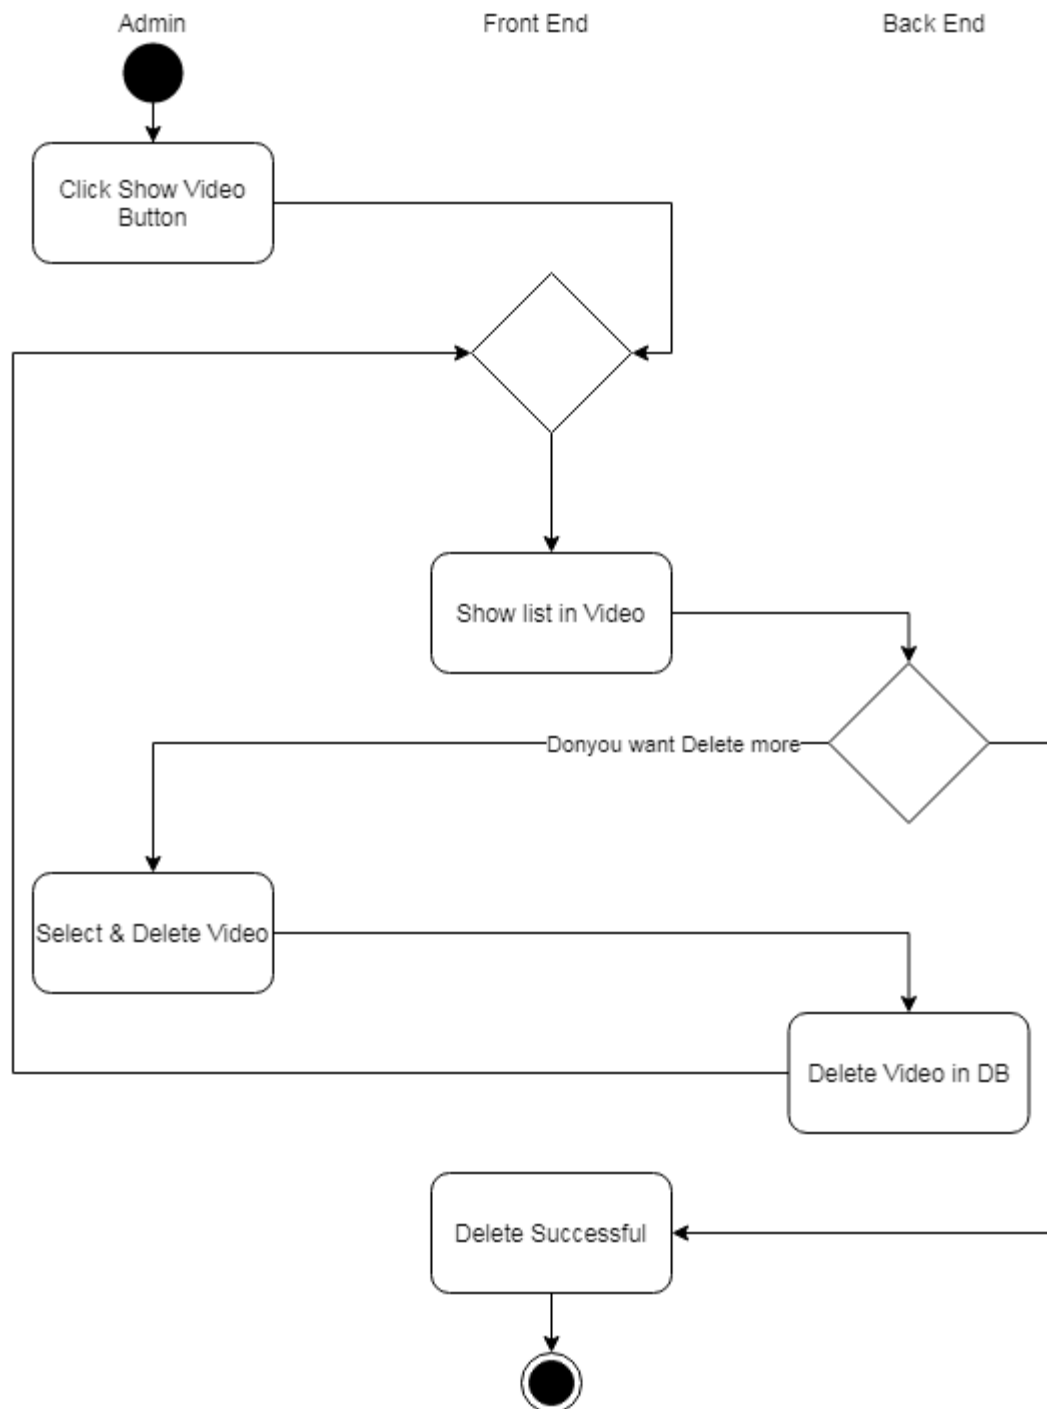 Admin
Front End
Back End
Click Show Video
Button
Show list in Video
Donyou want Delete more
Select & Delete Video
Delete Video in DB
Delete Successful